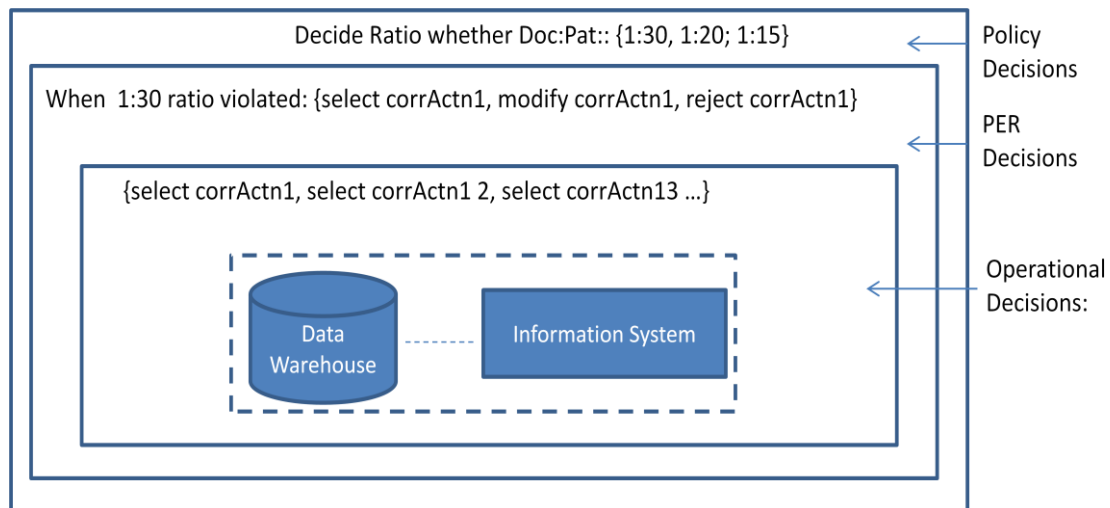 Decide Ratio whether Doc:Pat:: {1:30, 1:20; 1:15}
Policy
Decisions
When 1:30 ratio violated: {select corrActn1, modify corrActn1, reject corrActn1}
PER
Decisions
{select corrActn1, select corrActn1 2, select corrActn13 ...}
Operational
Decisions:
Data
Warehouse
Information System